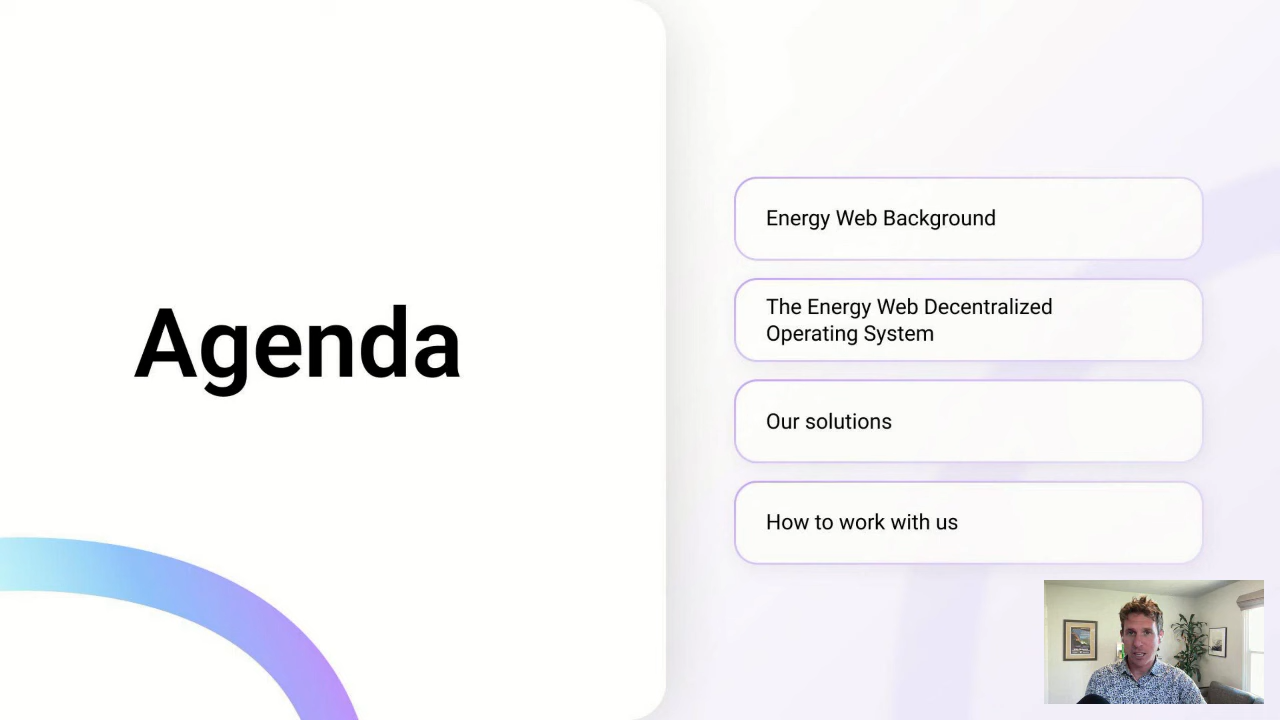 Agenda
Energy Web Background
The Energy Web Decentralized
Operating System
Our solutions
How to work with us